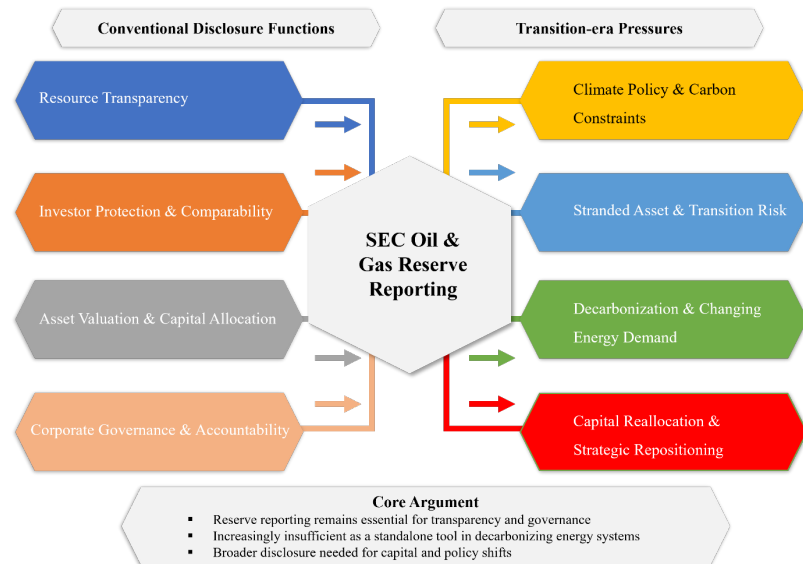 Conventional Disclosure Functions
Transition-era Pressures
Resource Transparency
Investor Protection & Comparability
Asset Valuation & Capital Allocation
Corporate Governance & Accountability
SEC Oil &
Gas Reserve
Reporting
Climate Policy & Carbon
Constraints
Stranded Asset & Transition Risk
Decarbonization & Changing
Energy Demand
Capital Reallocation &
Strategic Repositioning
Core Argument
▪ Reserve reporting remains essential for transparency and governance
▪ Increasingly insufficient as a standalone tool in decarbonizing energy systems
▪ Broader disclosure needed for capital and policy shifts